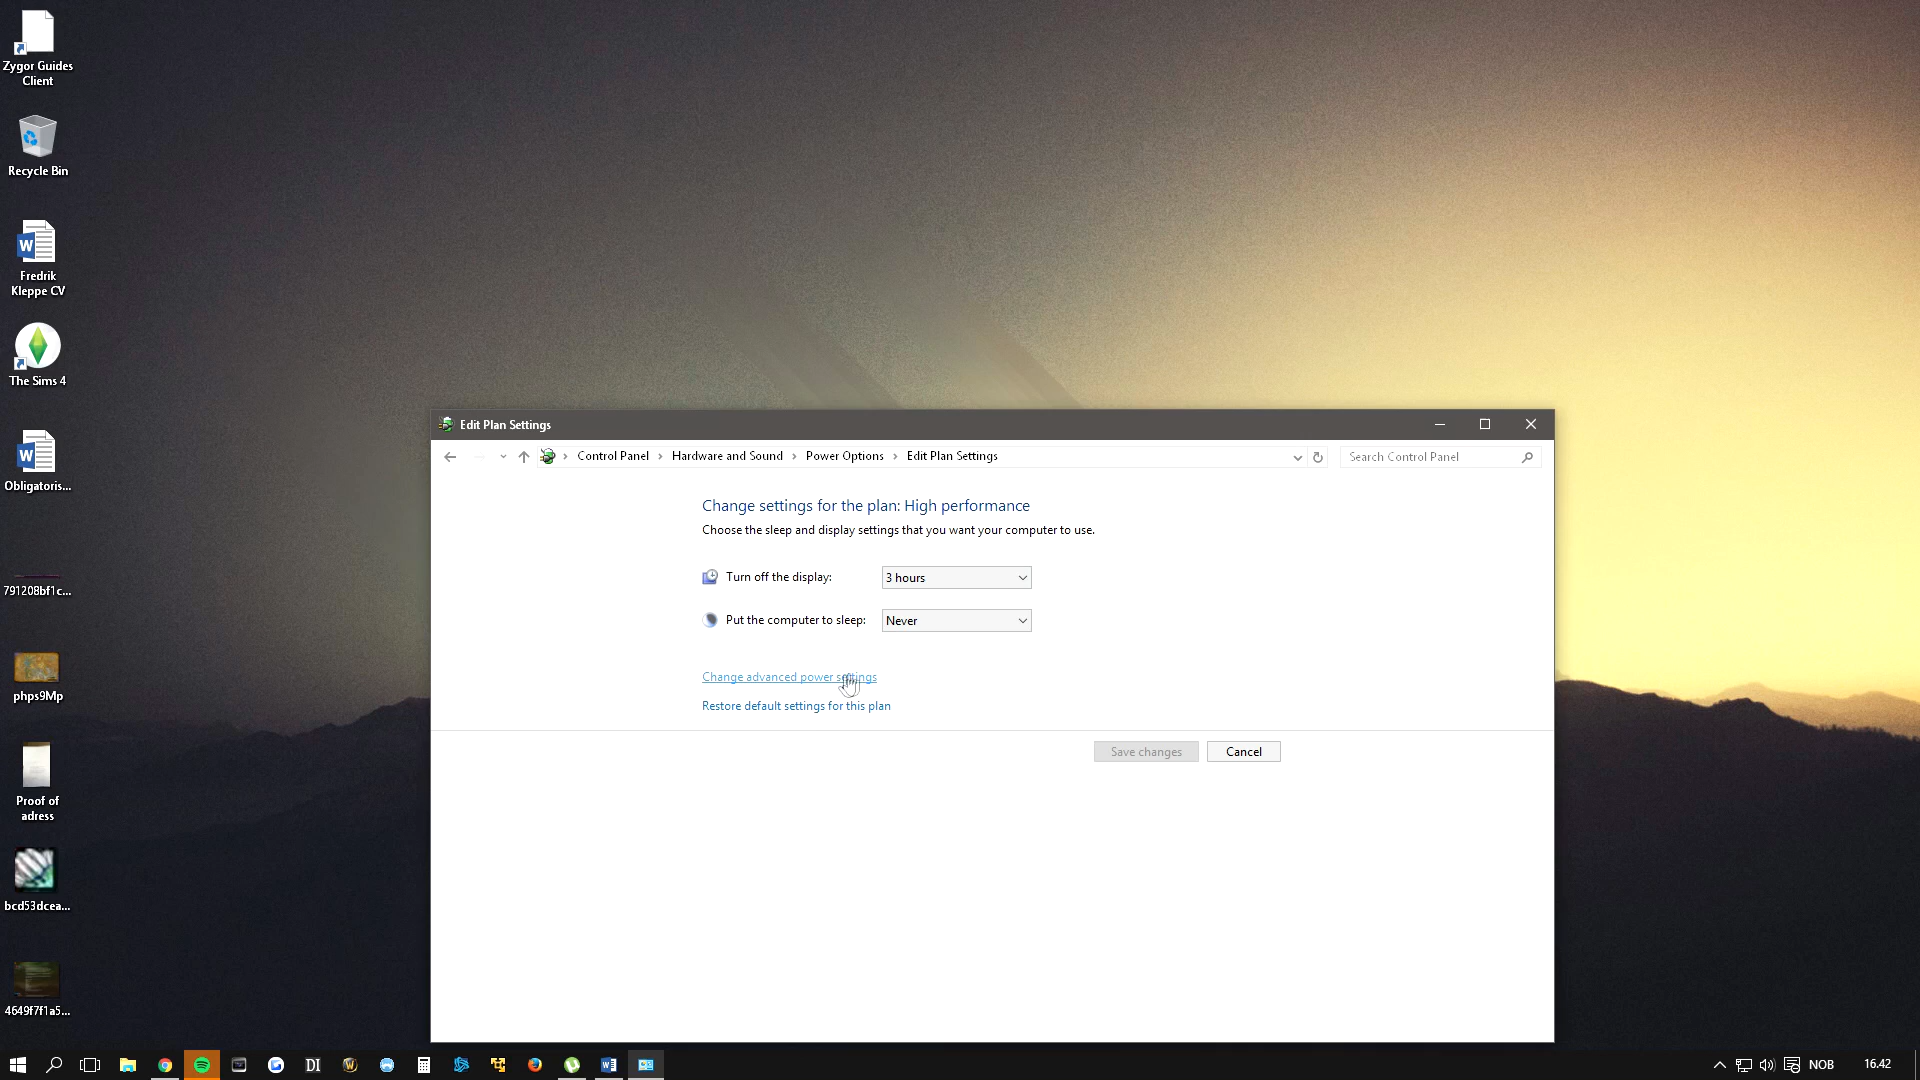 Zygor Guides
Client
Recycle Bin
Fredrik
Kleppe CV
The Sims 4
Obligatoris...
791208bf1c...
phps9Mp
Proof of
adress
bcd53dcea...
4649f7f1a5...
Edit Plan Settings
Control Panel > Hardware and Sound > Power Options > Edit Plan Settings
Search Control Panel
Change settings for the plan: High performance
Choose the sleep and display settings that you want your computer to use.
Turn off the display: 3 hours
Put the computer to sleep: Never
Change advanced power settings
Restore default settings for this plan
Save changes Cancel
DI
NOB
16.42